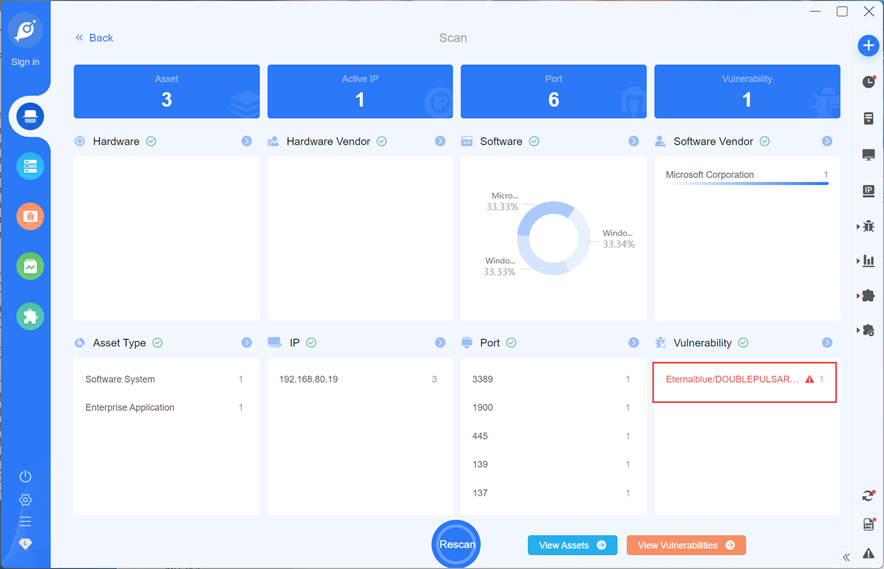 Sign in
Back
Scan
Asset
3
Active IP
1
Port
6
Vulnerability
1
Hardware
Hardware Vendor
Software
Software Vendor
Micro...
33.33%
Windo...
33.34%
Windo...
33.33%
Microsoft Corporation 1
Asset Type
IP
Port
Vulnerability
Software System 1
Enterprise Application 1
192.168.80.19 3
3389 1
1900 1
445 1
139 1
137 1
Eternalblue/DOUBLEPULSAR... 1
Rescan
View Assets
View Vulnerabilities
IP